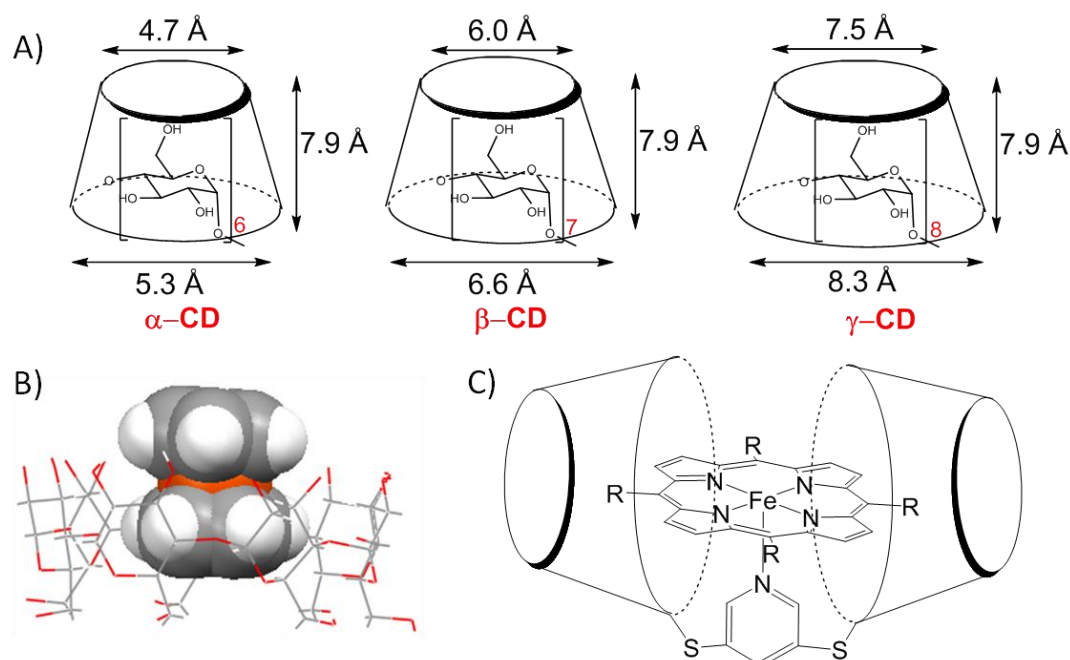 A)
4.7 Å
6.0 Å
7.5 Å
OH
O
O
HO
OH
O
6
7.9 Å
OH
O
O
HO
OH
O
7
7.9 Å
OH
O
O
HO
OH
O
8
7.9 Å
5.3 Å
6.6 Å
8.3 Å
α–CD
β–CD
γ–CD
B)
C)
R
N
N
R
Fe
R
N
N
R
N
S
S